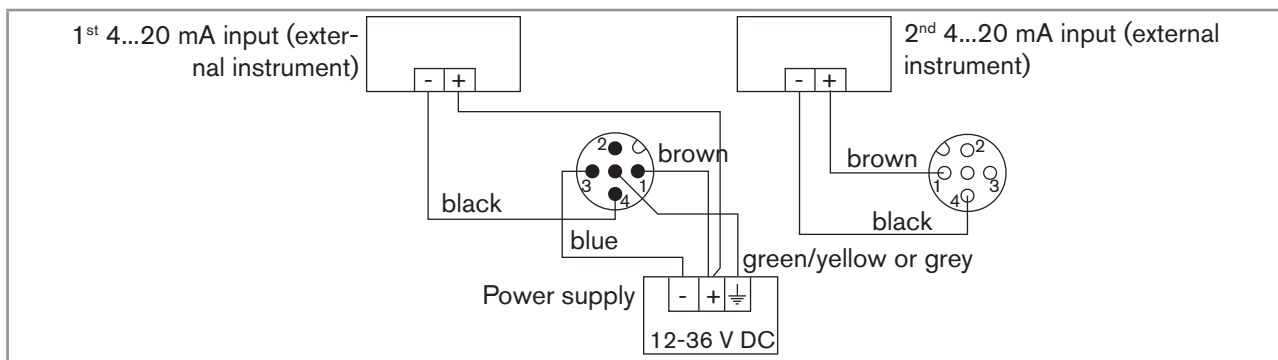 1st 4...20 mA input (exter-
nal instrument)
- +
2nd 4...20 mA input (external
instrument)
- +
2
3
1
4
brown
black
blue
brown
2
1
3
4
black
green/yellow or grey
Power supply
- +
12-36 V DC